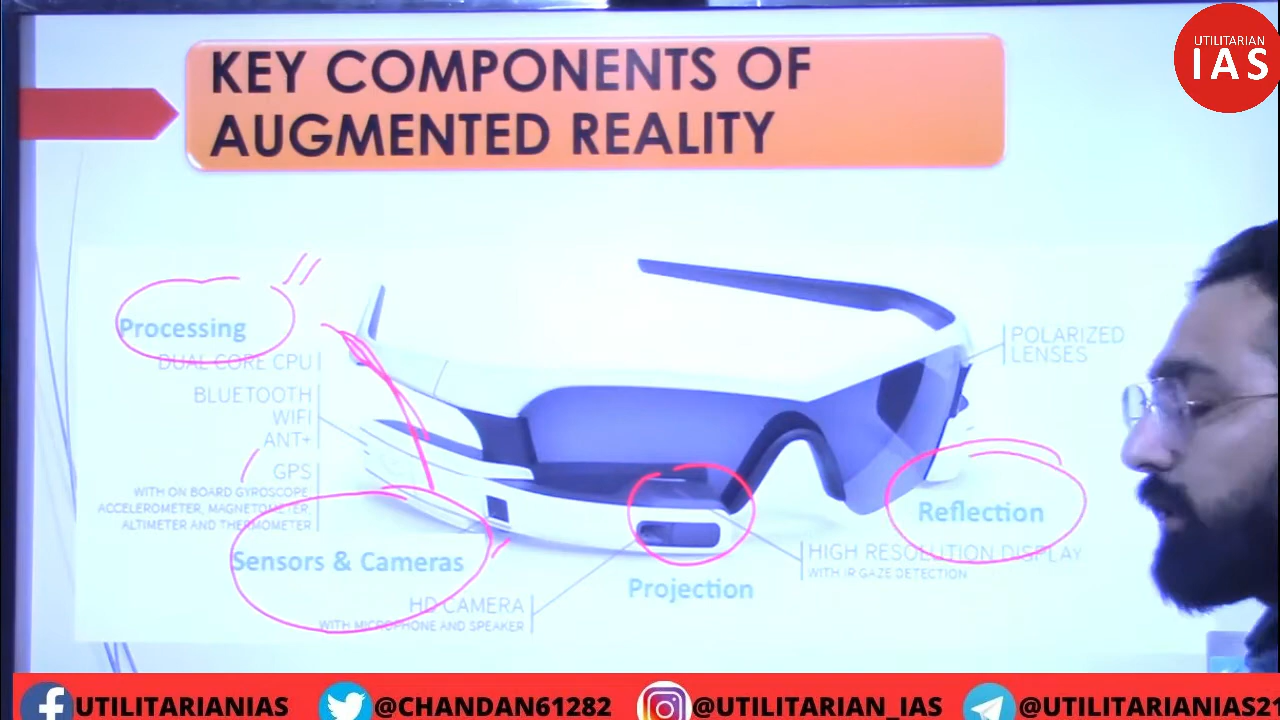 UTILITARIAN
IAS
KEY COMPONENTS OF
AUGMENTED REALITY
Processing
DUAL CORE CPU
BLUETOOTH
WIFI
ANT+
GPS
WITH ON BOARD GYROSCOPE
ACCELEROMETER, MAGNETOMETER,
ALTIMETER AND THERMOMETER
Sensors & Cameras
HD CAMERA
WITH MICROPHONE AND SPEAKER
Projection
POLARIZED
LENSES
Reflection
HIGH RESOLUTION DISPLAY
WITH IR GAZE DETECTION
UTILITARIANIAS
@CHANDAN61282
@UTILITARIAN_IAS
@UTILITARIANIAS21